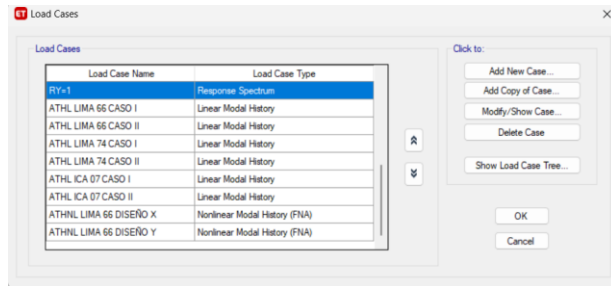 ET Load Cases
Load Cases
Load Case Name Load Case Type
RY=1 Response Spectrum
ATHL LIMA 66 CASO I Linear Modal History
ATHL LIMA 66 CASO II Linear Modal History
ATHL LIMA 74 CASO I Linear Modal History
ATHL LIMA 74 CASO II Linear Modal History
ATHL ICA 07 CASO I Linear Modal History
ATHL ICA 07 CASO II Linear Modal History
ATHNL LIMA 66 DISEÑO X Nonlinear Modal History (FNA)
ATHNL LIMA 66 DISEÑO Y Nonlinear Modal History (FNA)
Click to:
Add New Case...
Add Copy of Case...
Modify/Show Case...
Delete Case
Show Load Case Tree...
OK
Cancel